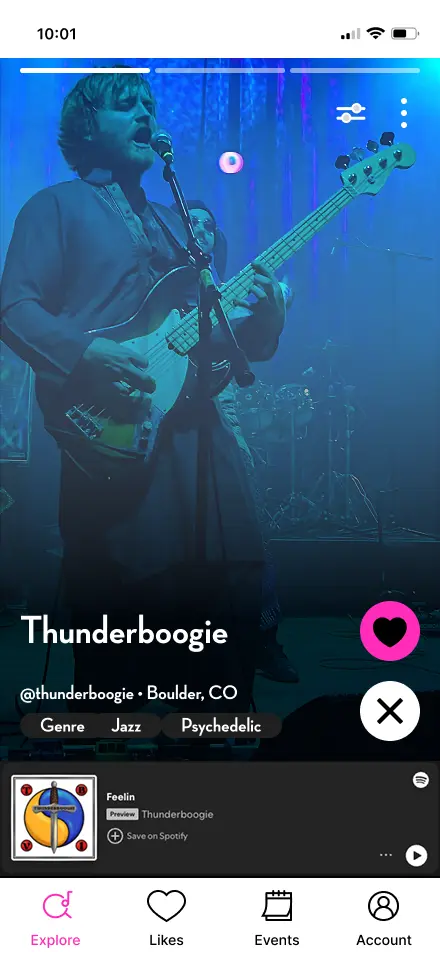 10:01
Thunderboogie
@thunderboogie • Boulder, CO
Genre Jazz Psychedelic
Feelin
Preview Thunderboogie
Save on Spotify
T B
V I
Explore Likes Events Account